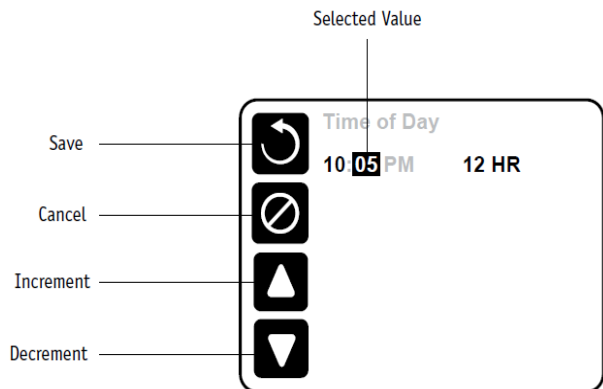 Selected Value
Time of Day
Save
10:05 PM 12 HR
Cancel
Increment
Decrement